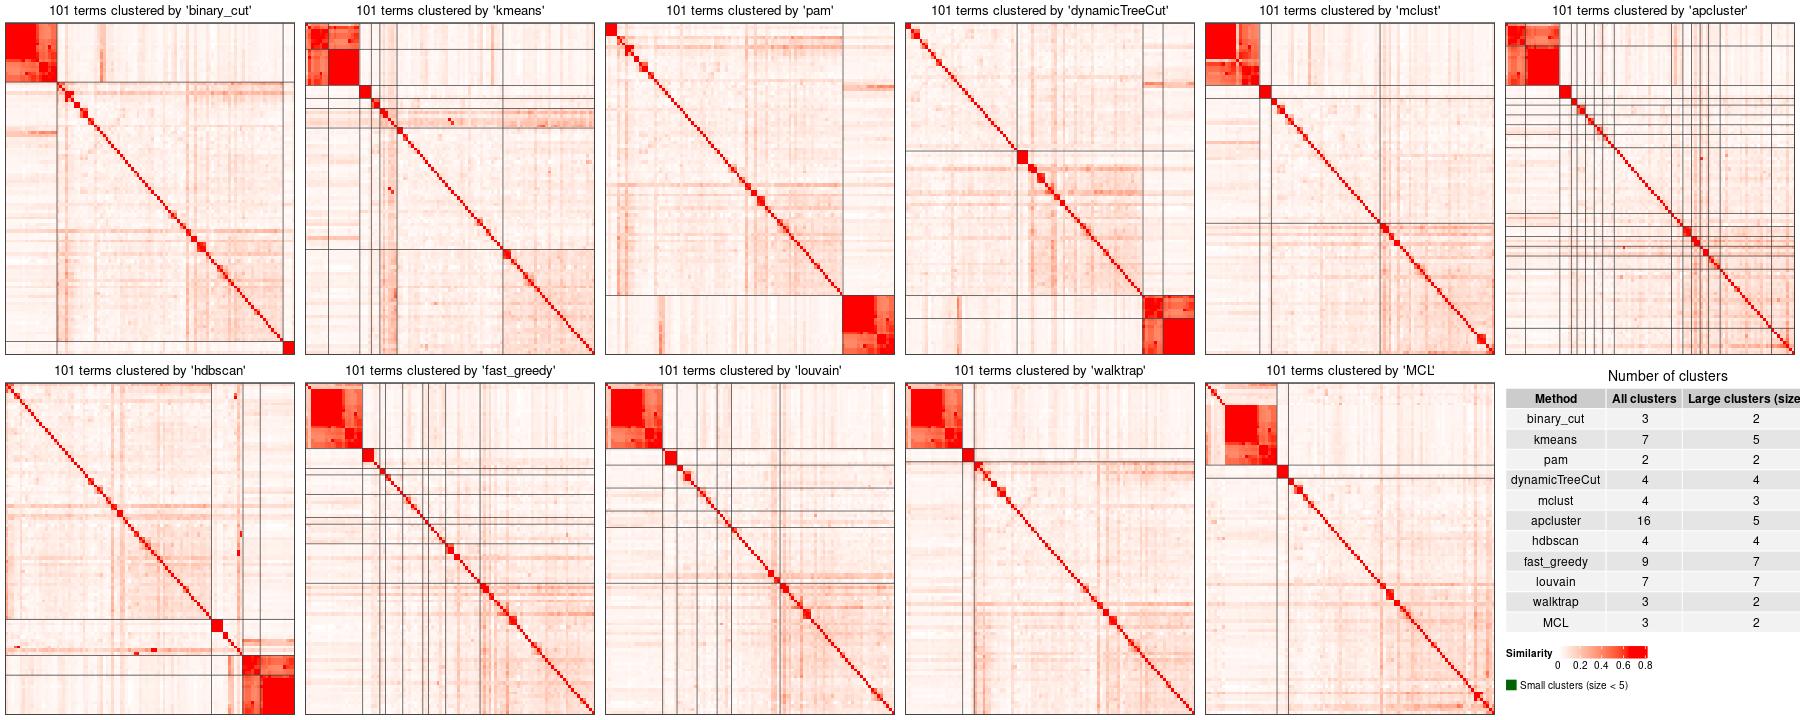 101 terms clustered by 'binary_cut'
101 terms clustered by 'kmeans'
101 terms clustered by 'pam'
101 terms clustered by 'dynamicTreeCut'
101 terms clustered by 'mclust'
101 terms clustered by 'apcluster'
101 terms clustered by 'hdbscan'
101 terms clustered by 'fast_greedy'
101 terms clustered by 'louvain'
101 terms clustered by 'walktrap'
101 terms clustered by 'MCL'
Number of clusters
Method All clusters Large clusters (size
binary_cut 3 2
kmeans 7 5
pam 2 2
dynamicTreeCut 4 4
mclust 4 3
apcluster 16 5
hdbscan 4 4
fast_greedy 9 7
louvain 7 7
walktrap 3 2
MCL 3 2
Similarity
0 0.2 0.4 0.6 0.8
Small clusters (size < 5)